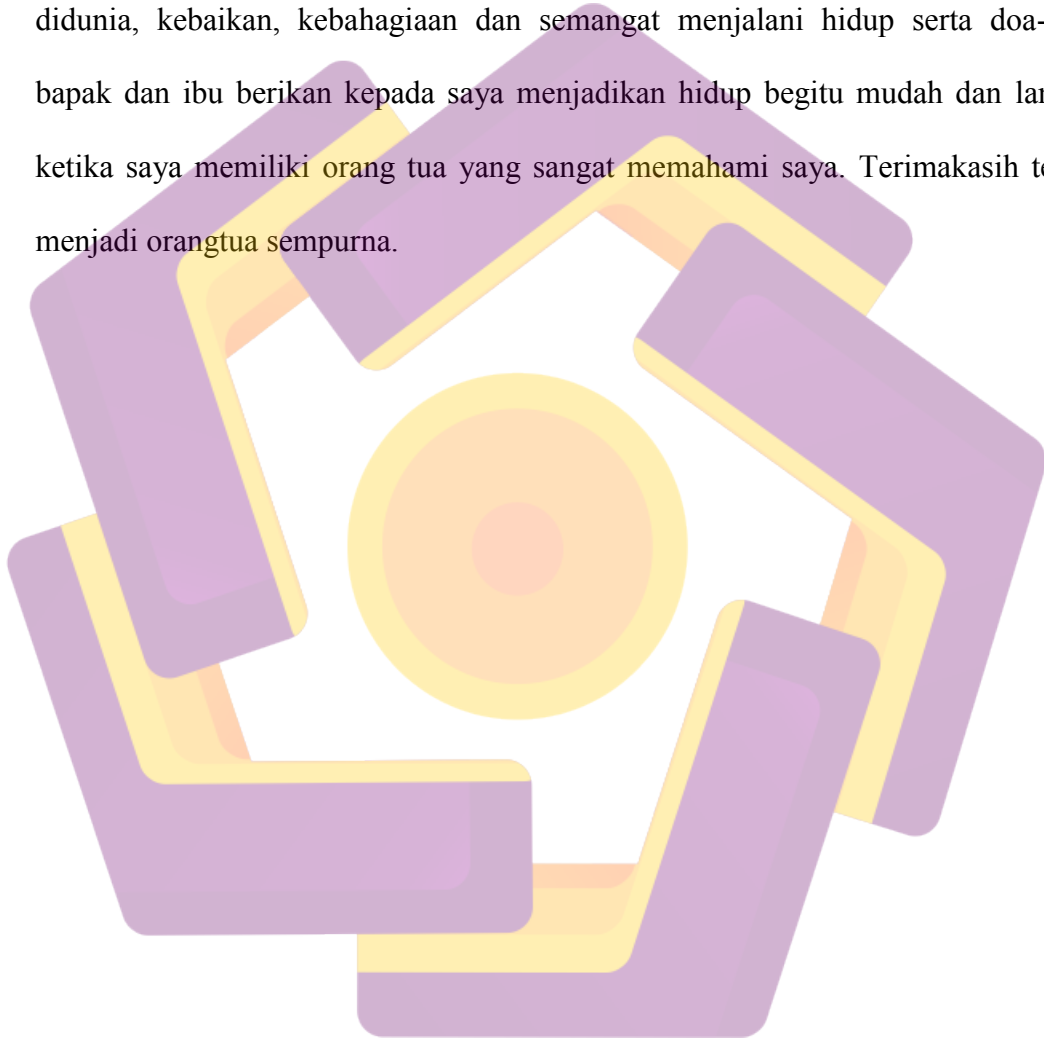 didunia, kebaikan, kebahagiaan dan semangat menjalani hidup serta doa-
bapak dan ibu berikan kepada saya menjadikan hidup begitu mudah dan
ketika saya memiliki orang tua yang sangat memahami saya. Terimakasih
menjadi orangtua sempurna.